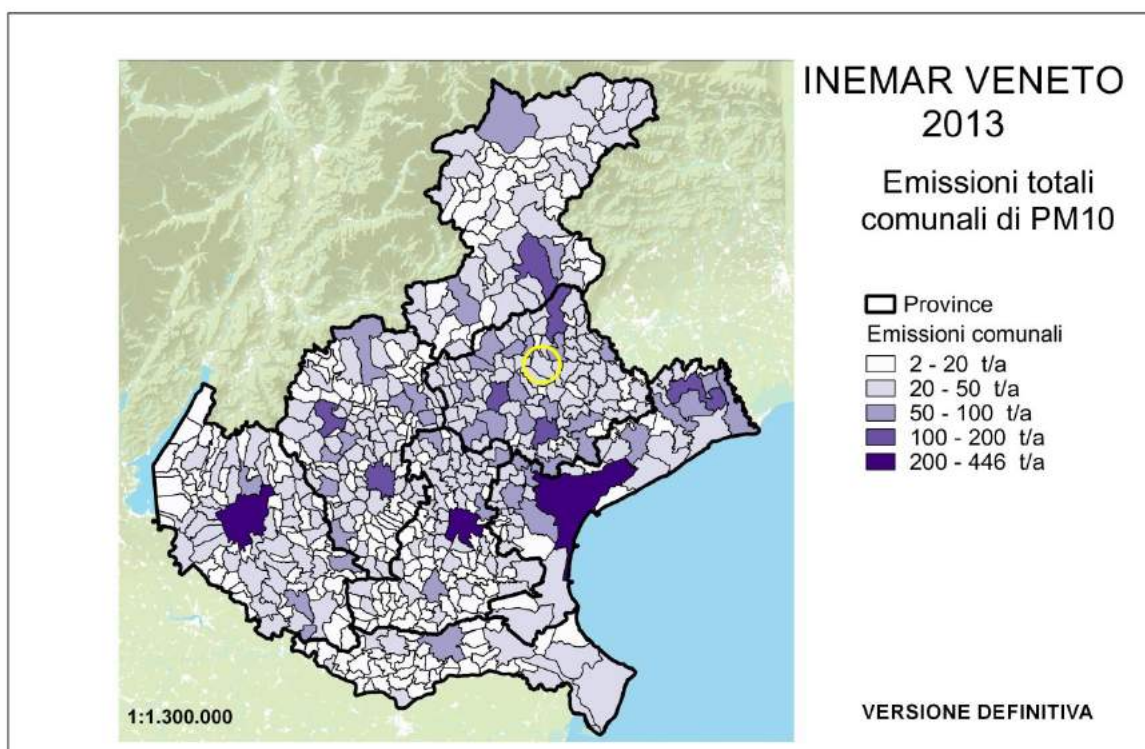 INEMAR VENETO
2013
Emissioni totali
comunali di PM10
Province
Emissioni comunali
2 - 20 t/a
20 - 50 t/a
50 - 100 t/a
100 - 200 t/a
200 - 446 t/a
1:1.300.000
VERSIONE DEFINITIVA